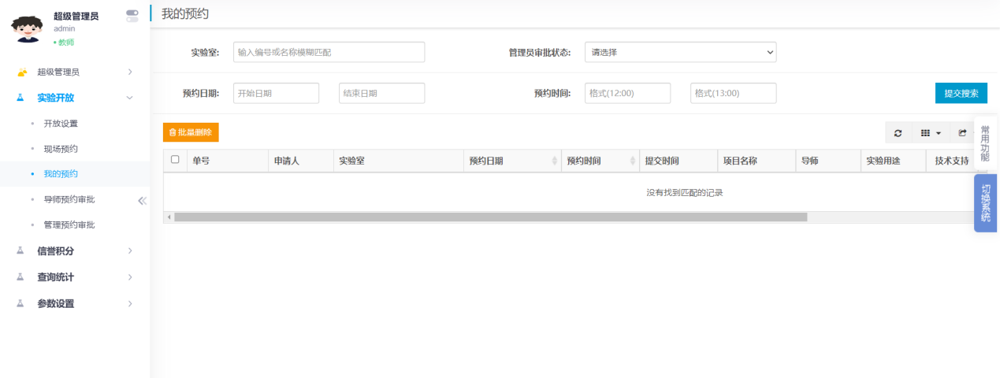 超级管理员
admin
教师
超级管理员
实验开放
开放设置
现场预约
我的预约
导师预约审批
管理预约审批
信誉积分
查询统计
参数设置
我的预约
实验室: 输入编号或名称模糊匹配 管理员审批状态: 请选择
预约日期: 开始日期 结束日期 预约时间: 格式(12:00) 格式(13:00) 提交搜索
批量删除
单号 申请人 实验室 预约日期 预约时间 提交时间 项目名称 导师 实验用途 技术支持
没有找到匹配的记录
常用功能
切换系统